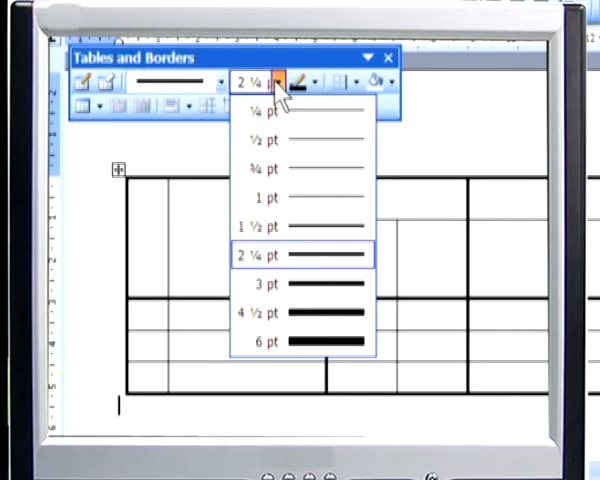 Tables and Borders
2 ¼ p
¼ pt
½ pt
¾ pt
1 pt
1 ½ pt
2 ¼ pt
3 pt
4 ½ pt
6 pt